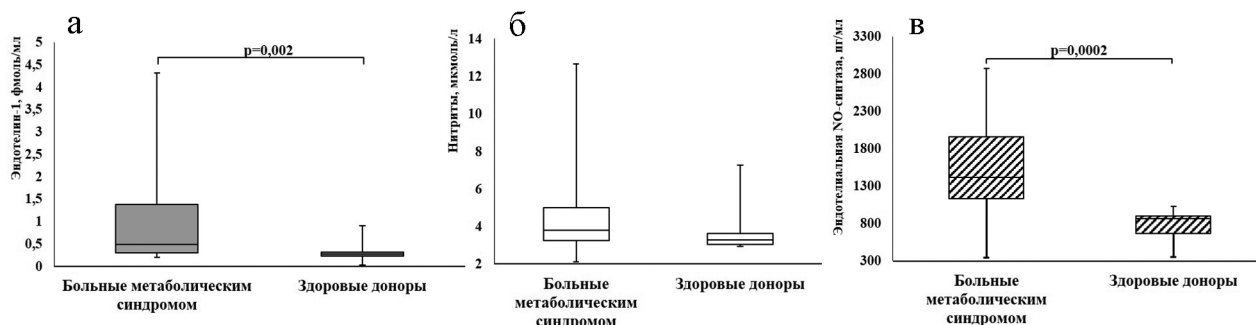 а
Эндотелин-1, фмоль/мл
5
4,5
4
3,5
3
2,5
2
1,5
1
0,5
0
p=0,002
Больные метаболическим
синдромом
Здоровые доноры
б
Нитриты, мкмоль/л
14
12
10
8
6
4
2
Больные
метаболическим
синдромом
Здоровые доноры
в
Эндотелиальная NO-синтаза, пг/мл
3300
2800
2300
1800
1300
800
300
p=0,0002
Больные
метаболическим
синдромом
Здоровые доноры